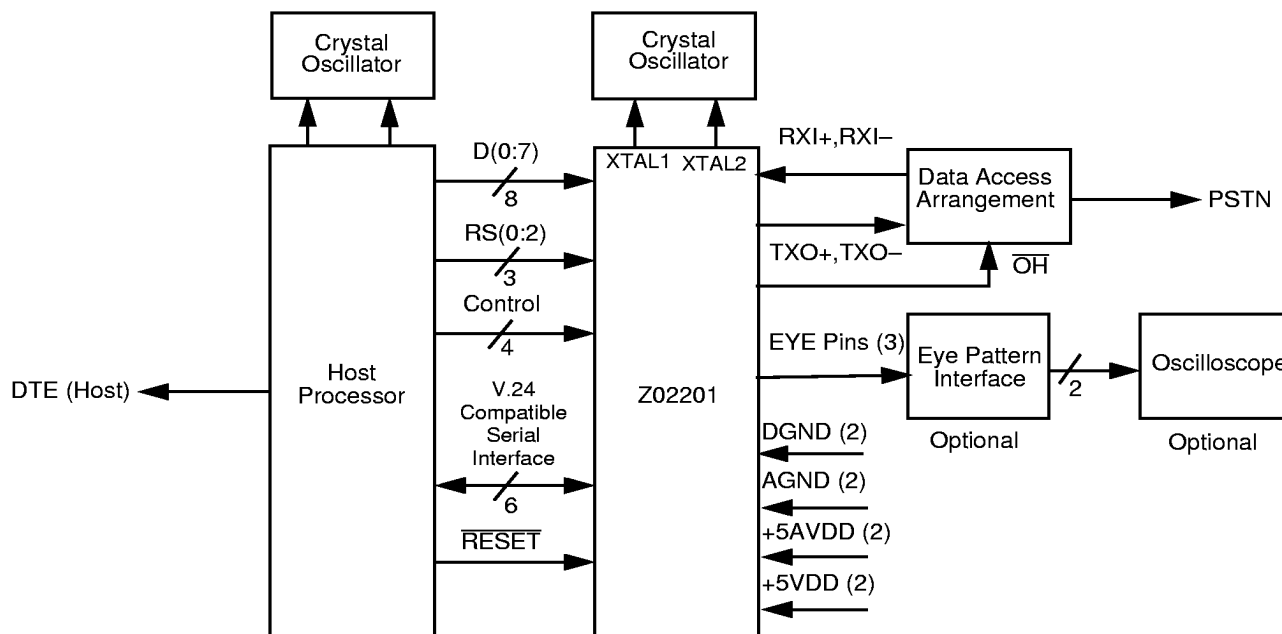 Crystal
Oscillator
Crystal
Oscillator
D(0:7)
8
RS(0:2)
3
Control
4
V.24
Compatible
Serial
Interface
6
RESET
DTE (Host)
Host
Processor
XTAL1 XTAL2
Z02201
RXI+,RXI–
Data Access
Arrangement
PSTN
TXO+,TXO–
OH
EYE Pins (3)
Eye Pattern
Interface
Optional
2
Oscilloscope
Optional
DGND (2)
AGND (2)
+5AVDD (2)
+5VDD (2)